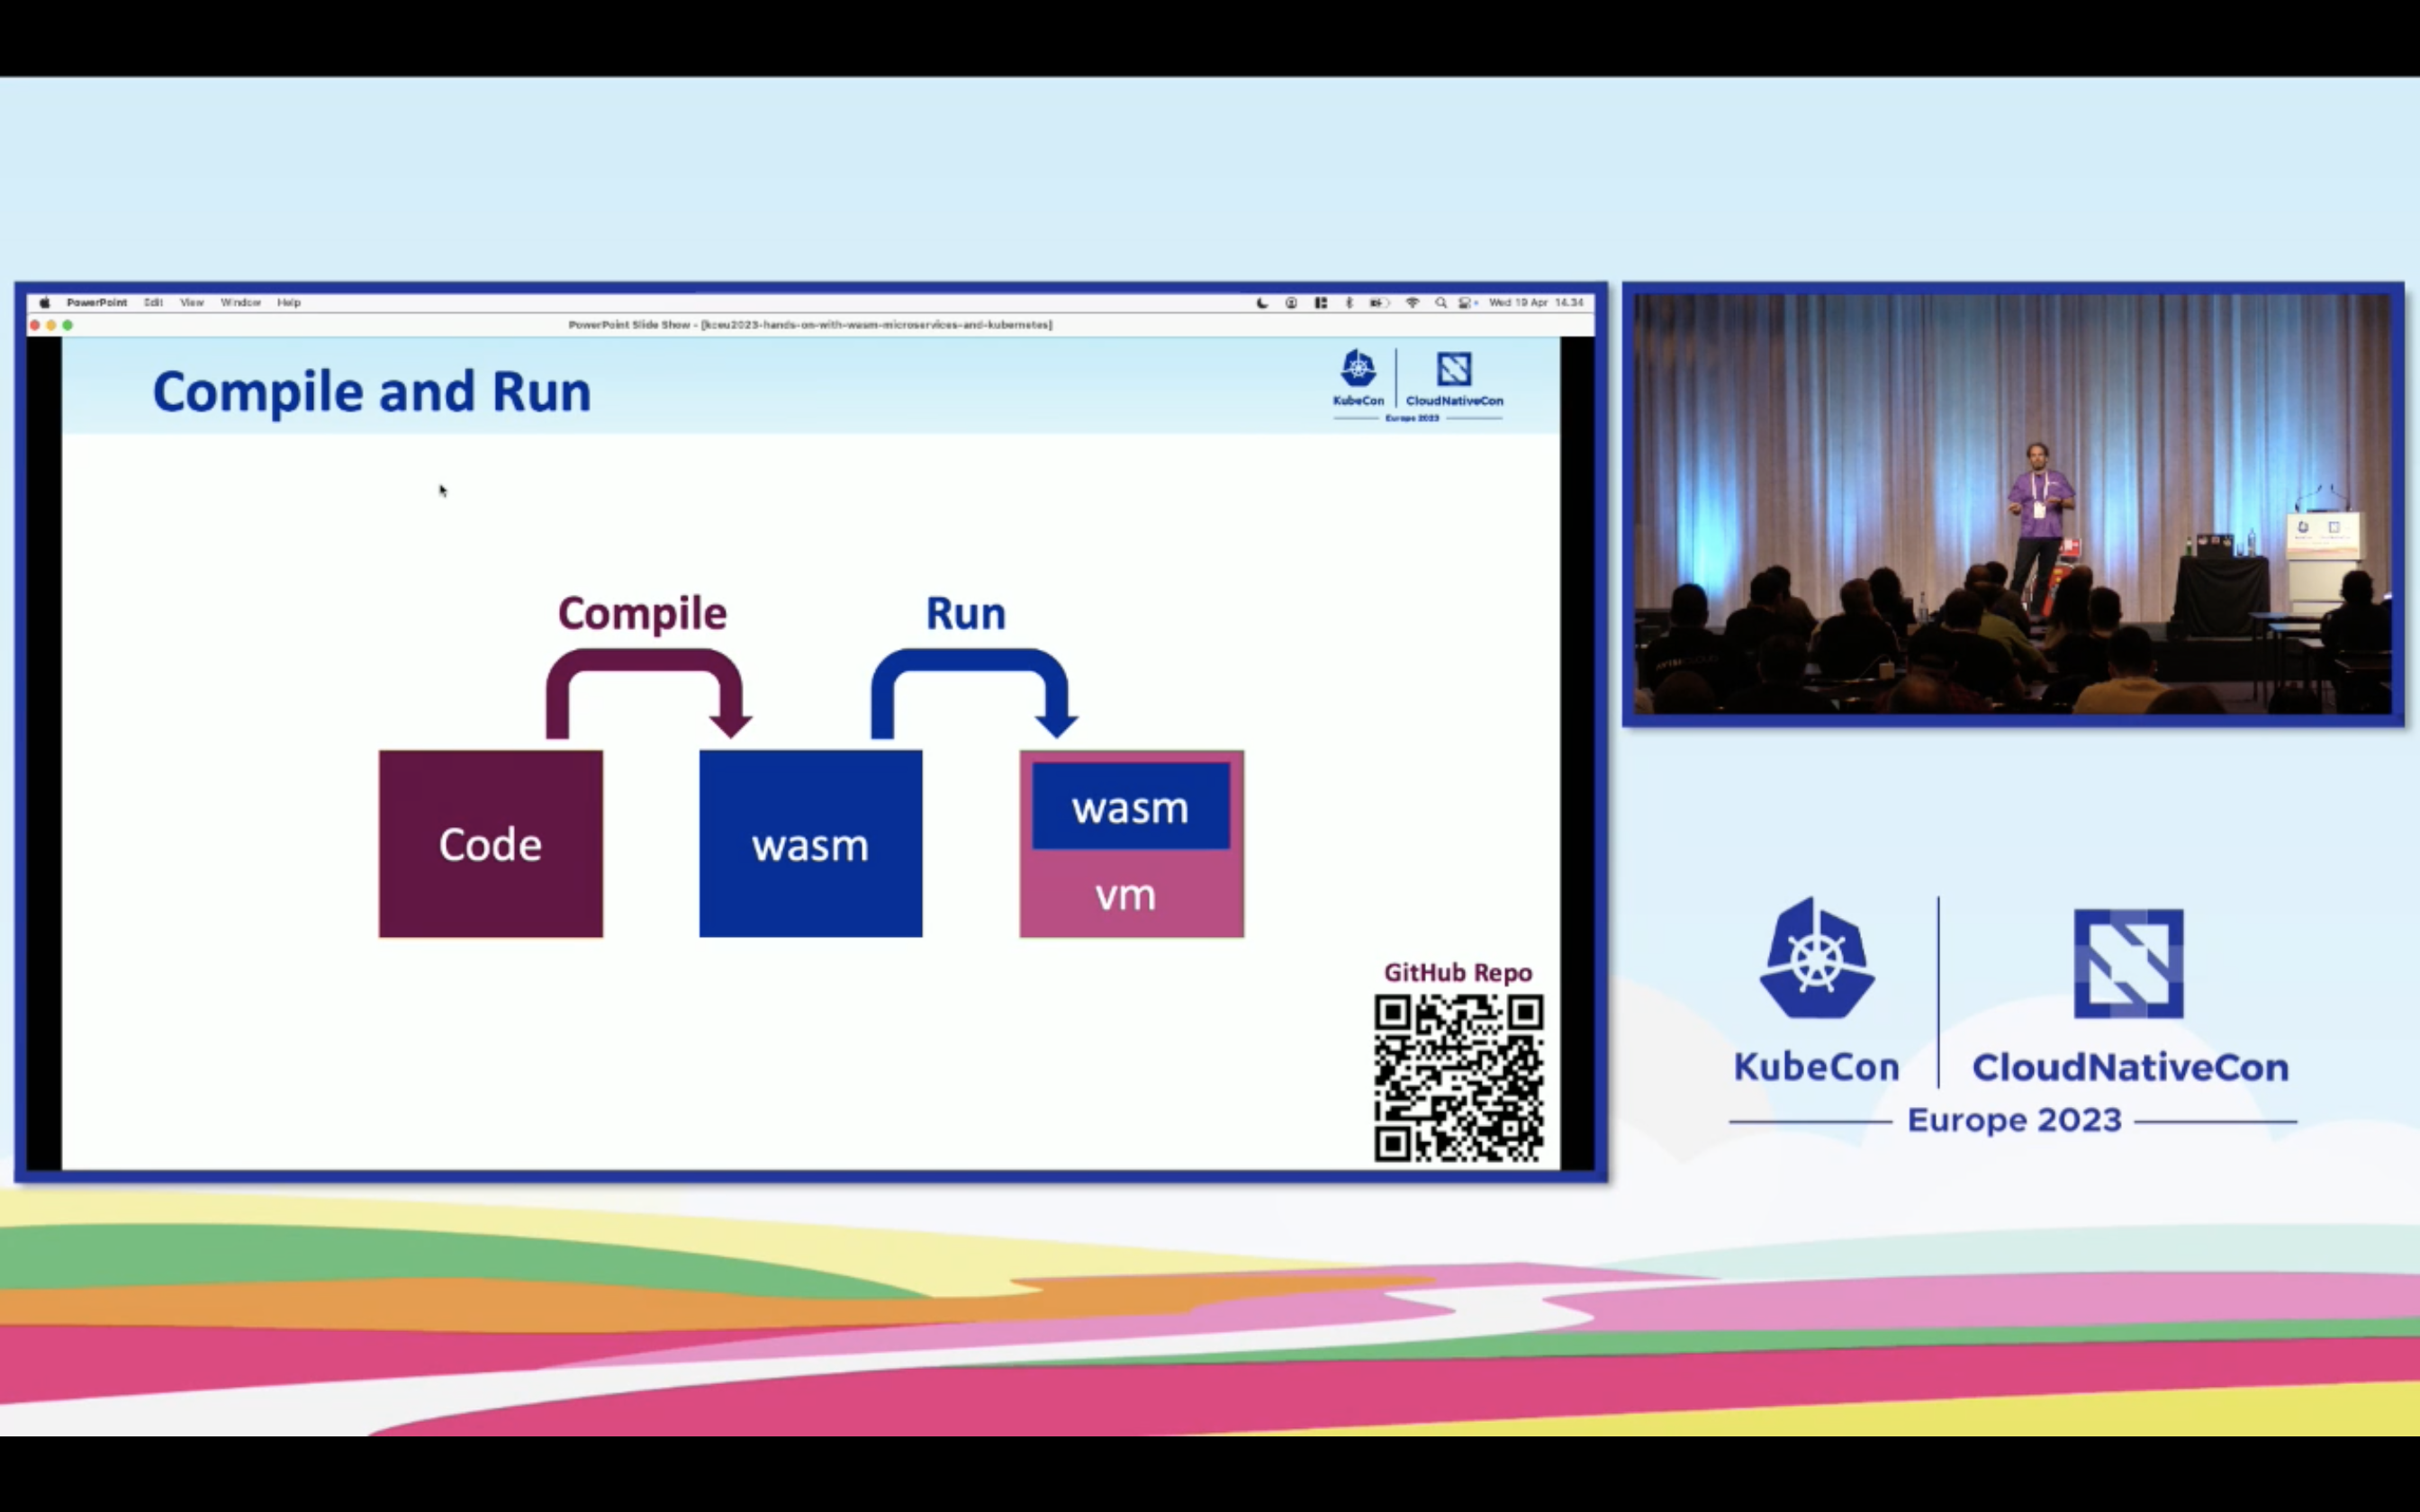 PowerPoint Edit View Window Help
Wed 19 Apr 14.34
PowerPoint Slide Show - [kceu2023-hands-on-with-wasm-microservices-and-kubernetes]
Compile and Run
KubeCon CloudNativeCon
Europe 2023
Compile Run
Code
wasm
wasm
vm
GitHub Repo
KubeCon CloudNativeCon
Europe 2023